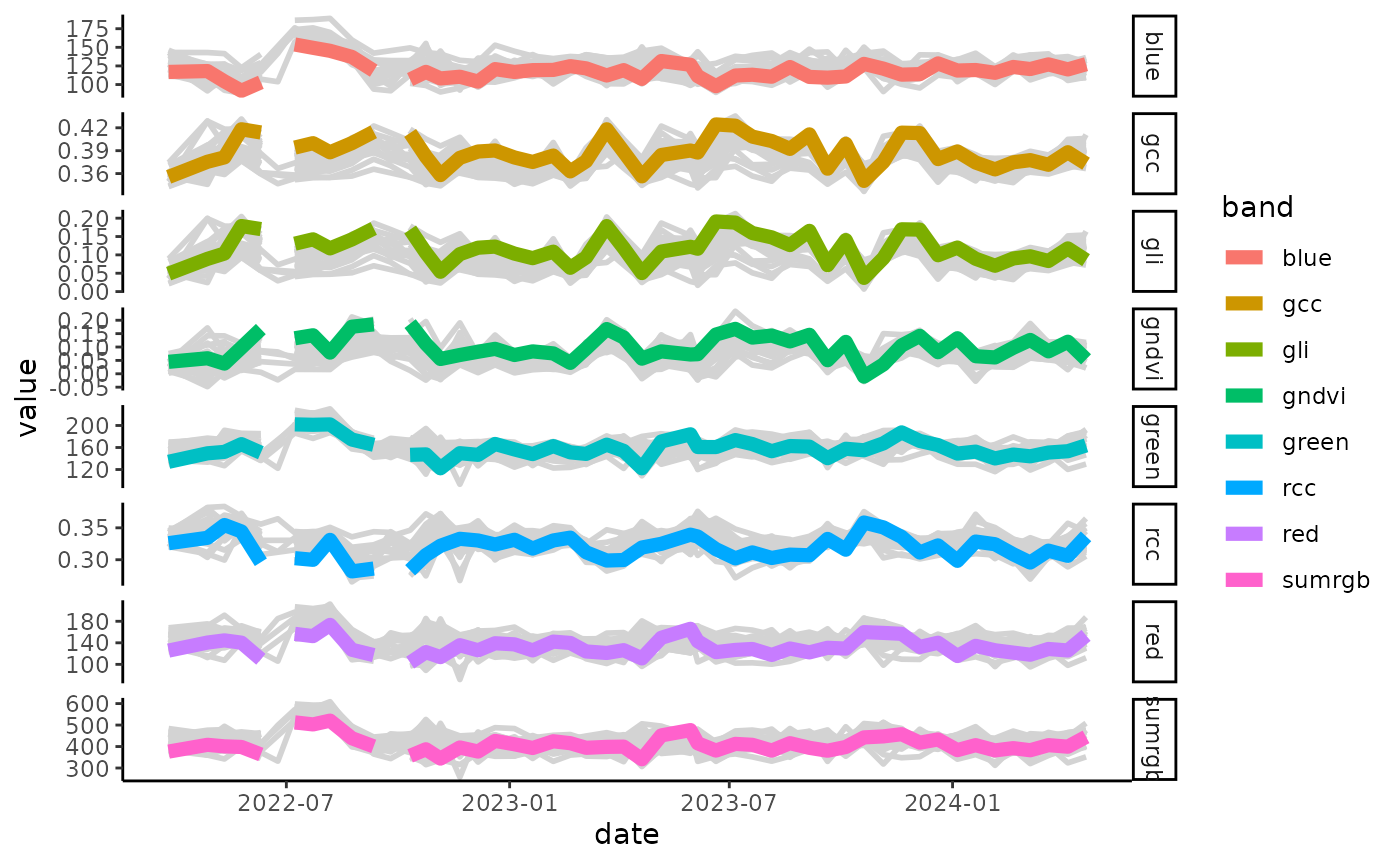 175
150
125
100
blue
0.42
0.39
0.36
gcc
0.20
0.15
0.10
0.05
0.00
gli
0.20
0.15
0.10
0.05
0.00
-0.05
gndvi
200
160
120
green
0.35
0.30
rcc
180
140
100
red
600
500
400
300
sumrgb
value
2022-07
2023-01
2023-07
2024-01
date
band
blue
gcc
gli
gndvi
green
rcc
red
sumrgb